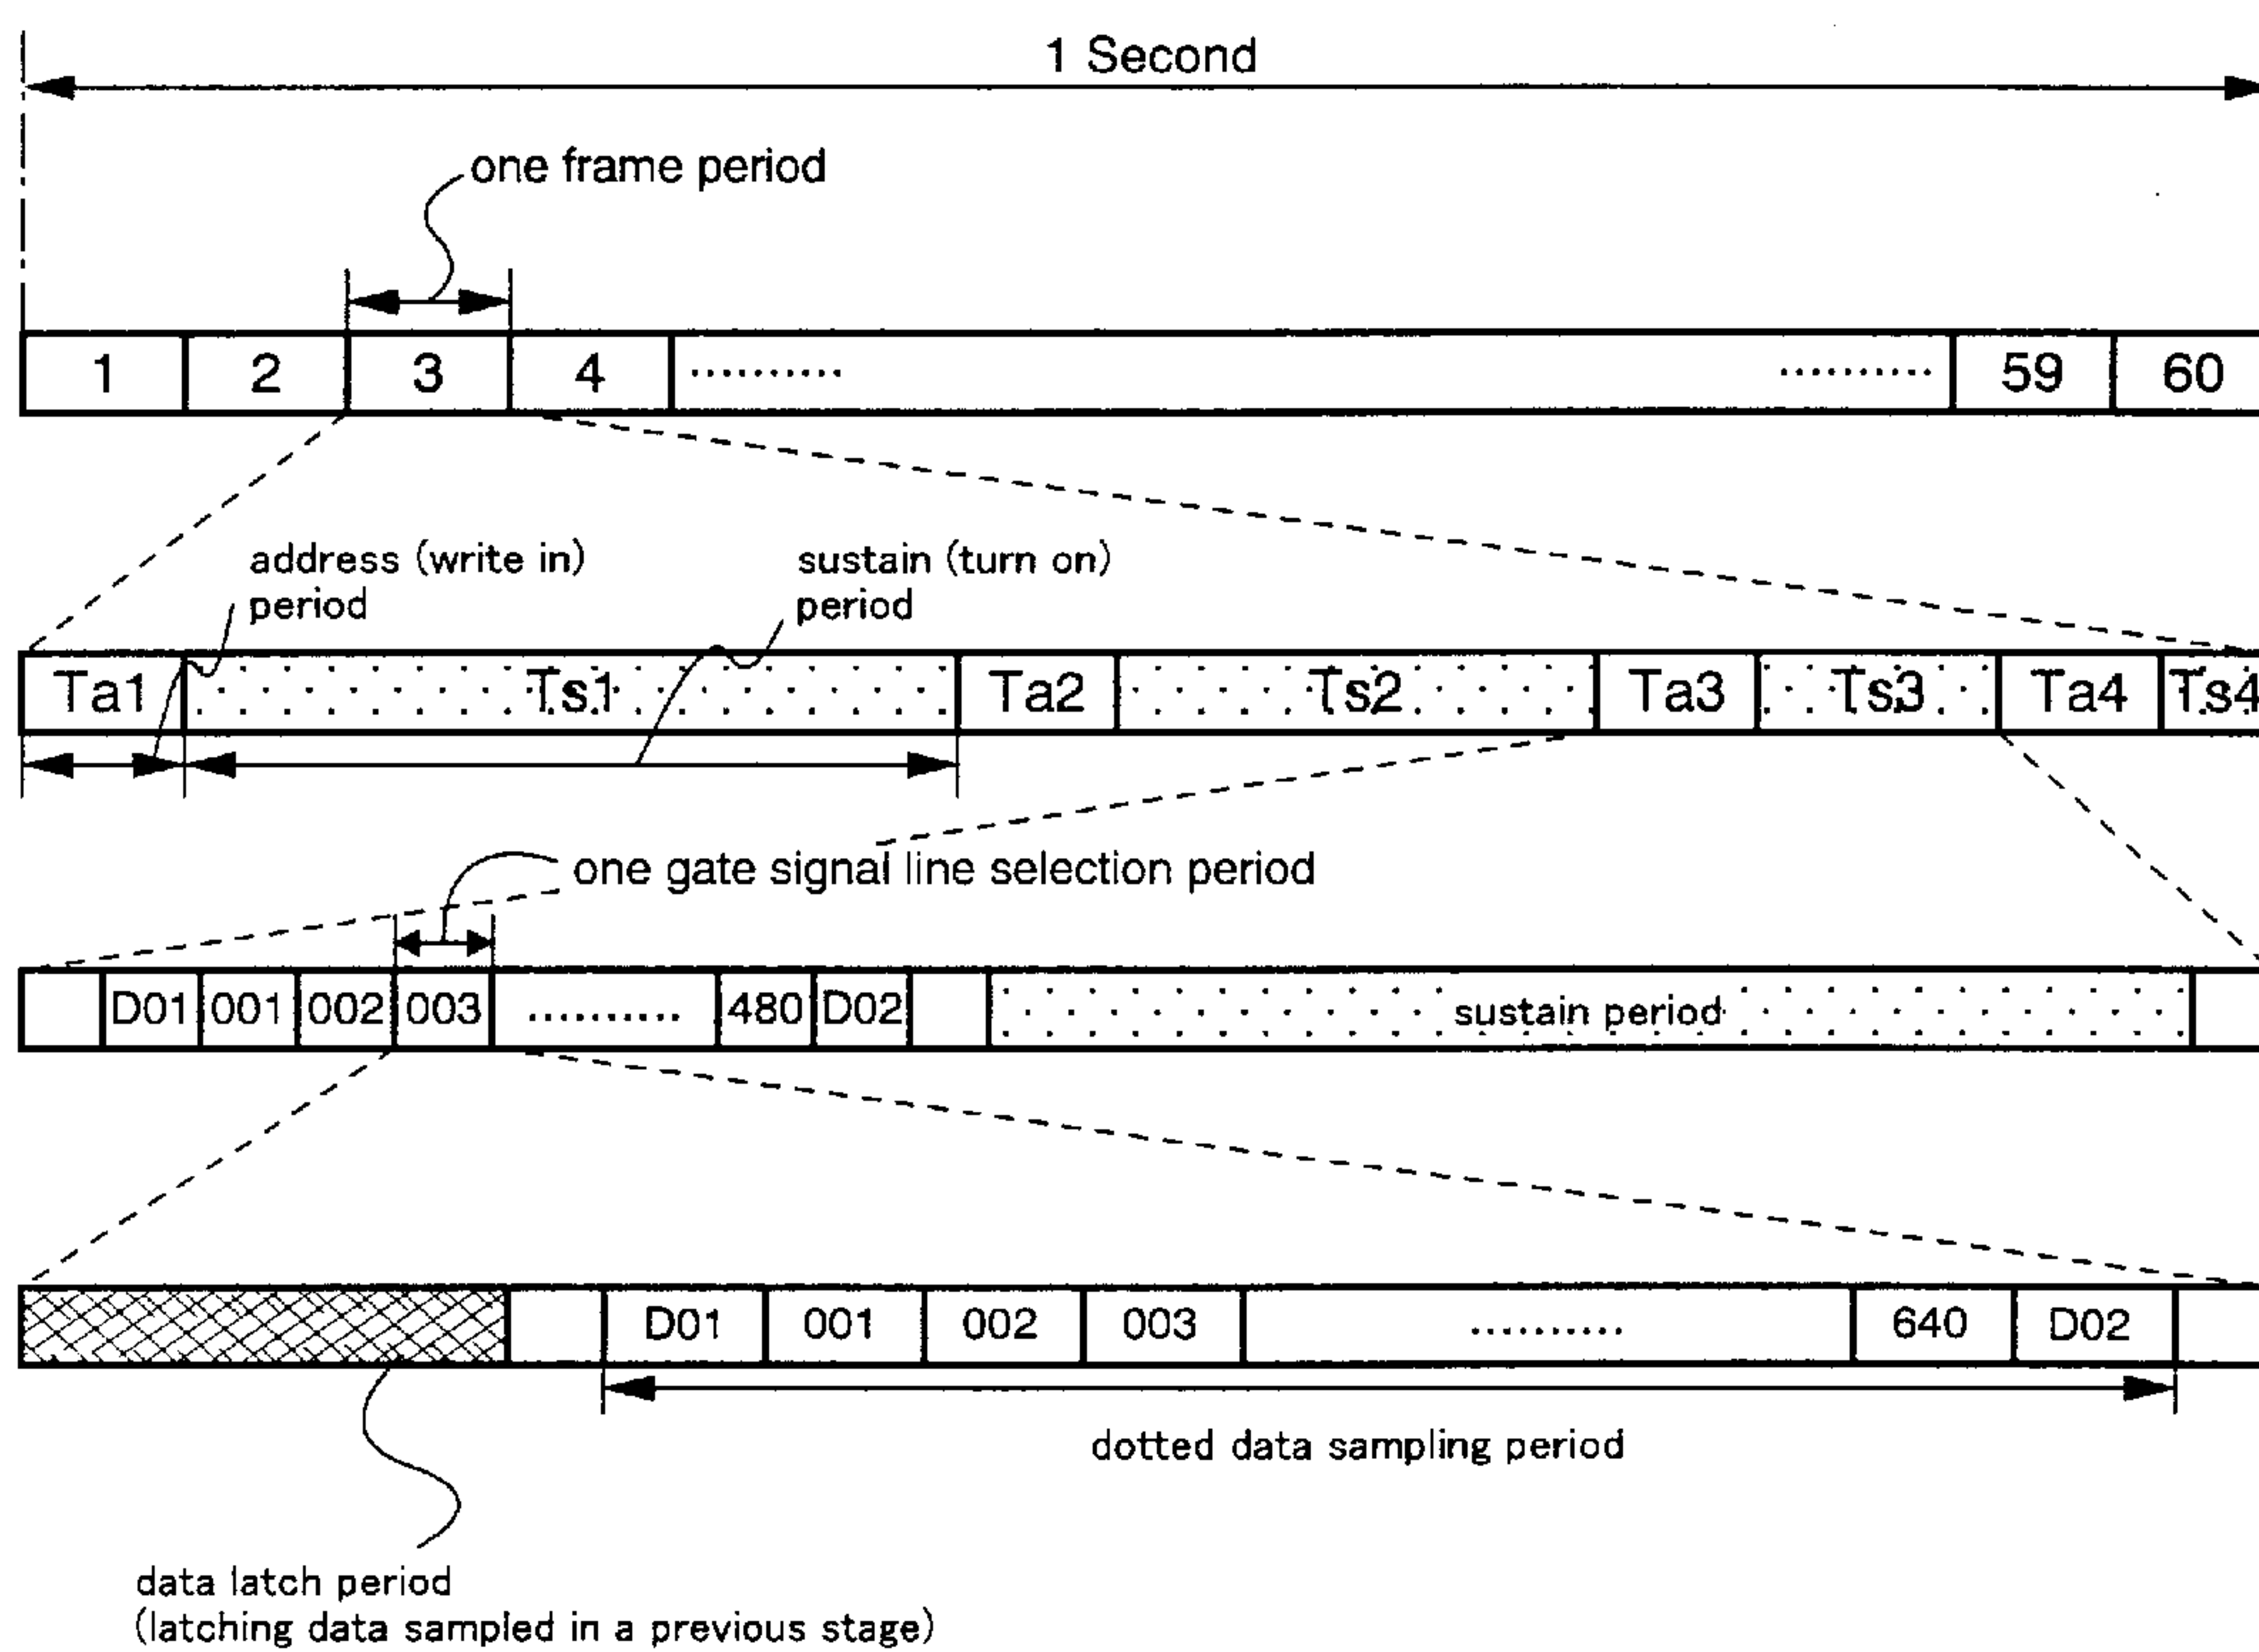 1 Second
one frame period
1 2 3 4 .......... .......... 59 60
address (write in)
period
sustain (turn on)
period
Ta1 Ts1 Ta2 Ts2 Ta3 Ts3 Ta4 Ts4
one gate signal line selection period
D01 001 002 003 .......... 480 D02 sustain period
D01 001 002 003 .......... 640 D02
dotted data sampling period
data latch period
(latching data sampled in a previous stage)